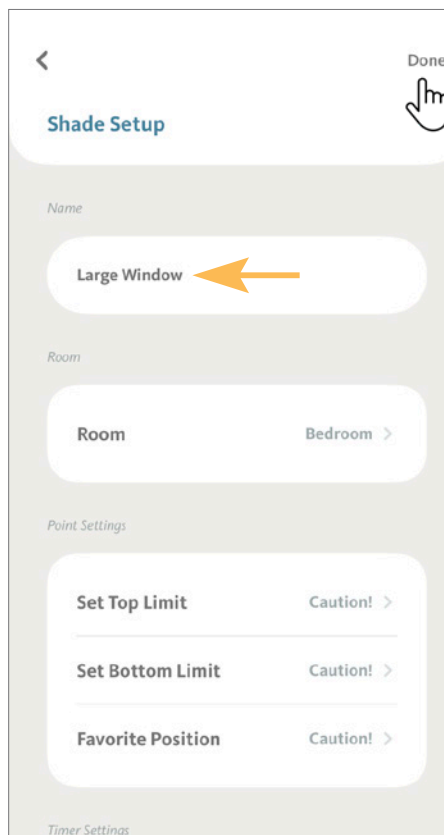 Done
Shade Setup
Name
Large Window
Room
Room Bedroom
Point Settings
Set Top Limit Caution!
Set Bottom Limit Caution!
Favorite Position Caution!
Timer Settings